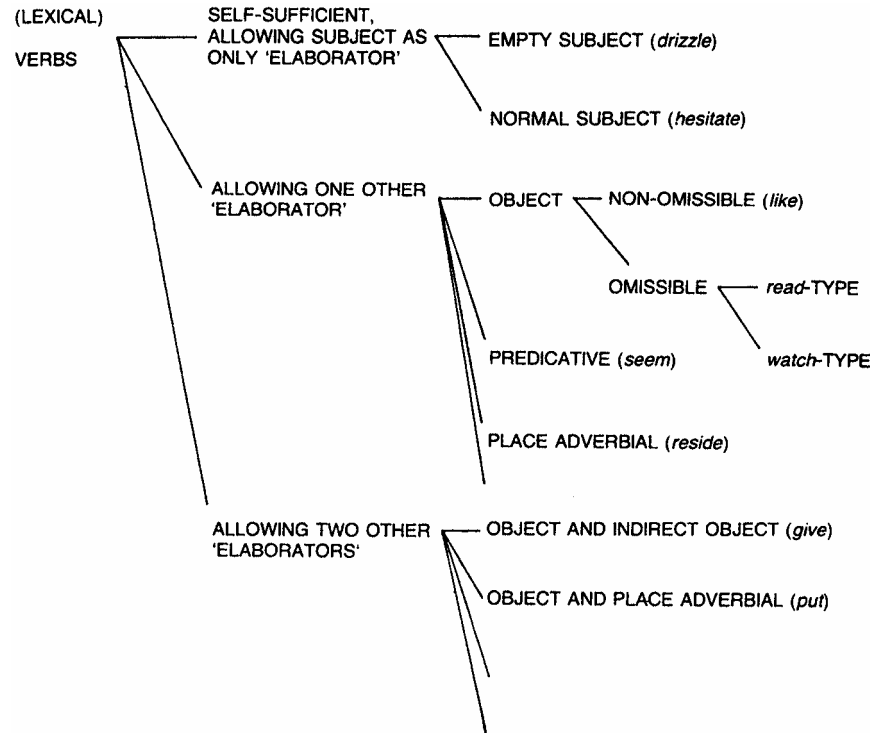 (LEXICAL)
VERBS
SELF-SUFFICIENT,
ALLOWING SUBJECT AS
ONLY 'ELABORATOR'
EMPTY SUBJECT (drizzle)
NORMAL SUBJECT (hesitate)
ALLOWING ONE OTHER
'ELABORATOR'
OBJECT
NON-OMISSIBLE (like)
OMISSIBLE
read-TYPE
watch-TYPE
PREDICATIVE (seem)
PLACE ADVERBIAL (reside)
ALLOWING TWO OTHER
'ELABORATORS'
OBJECT AND INDIRECT OBJECT (give)
OBJECT AND PLACE ADVERBIAL (put)